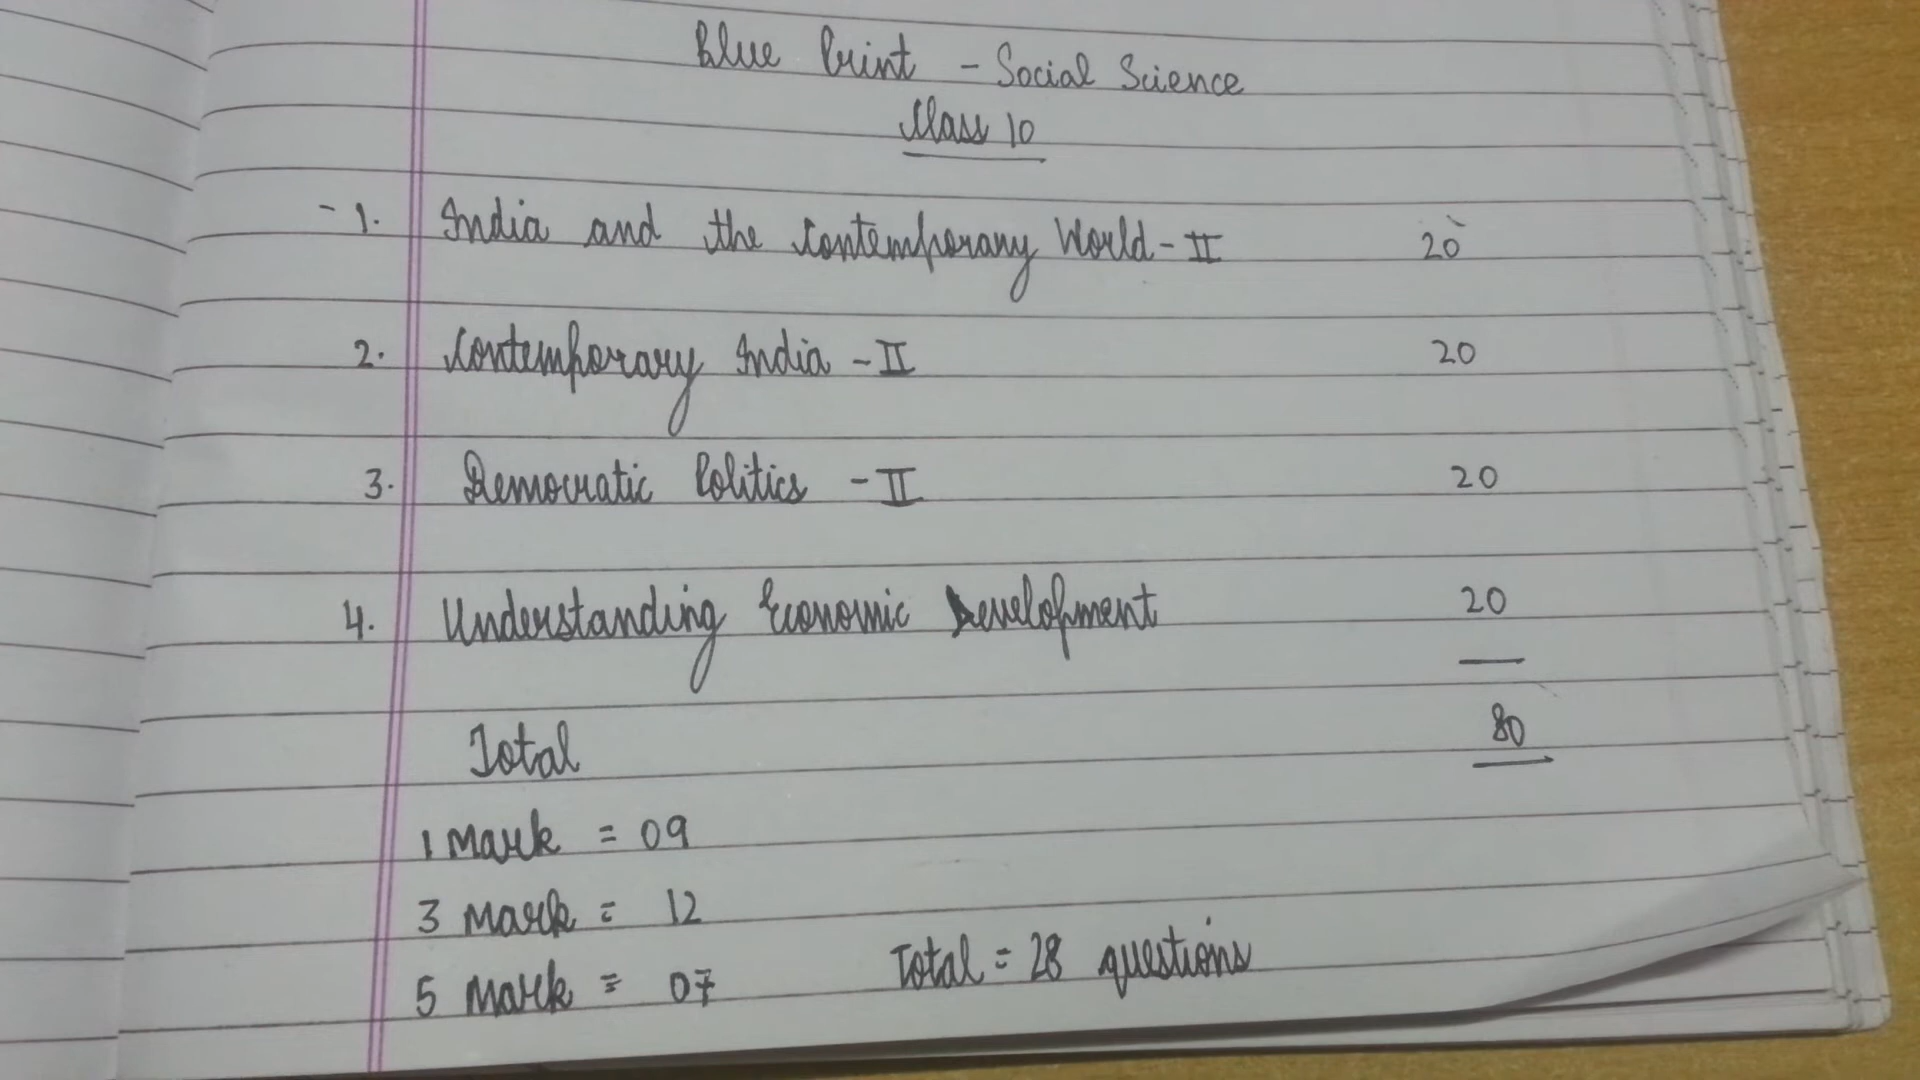 Blue Print - Social Science
Class 10
- 1. India and the Contemporary World - II 20
2. Contemporary India - II 20
3. Democratic Politics - II 20
4. Understanding Economic Development 20
Total 80
1 Mark = 09
3 Mark = 12
5 Mark = 07 Total = 28 questions